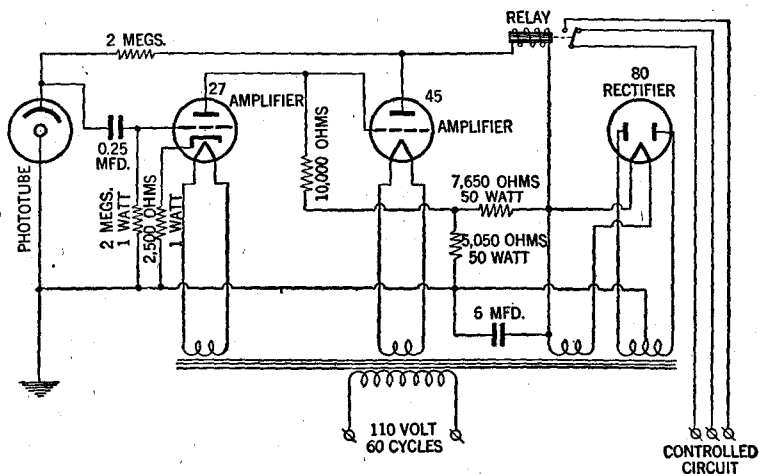 RELAY
2 MEGS.
80
RECTIFIER
27
AMPLIFIER
45
AMPLIFIER
0.25
MFD.
PHOTOTUBE
2 MEGS.
1 WATT
2,500 OHMS
1 WATT
10,000 OHMS
7,650 OHMS
50 WATT
5,050 OHMS
50 WATT
6 MFD.
110 VOLT
60 CYCLES
CONTROLLED
CIRCUIT